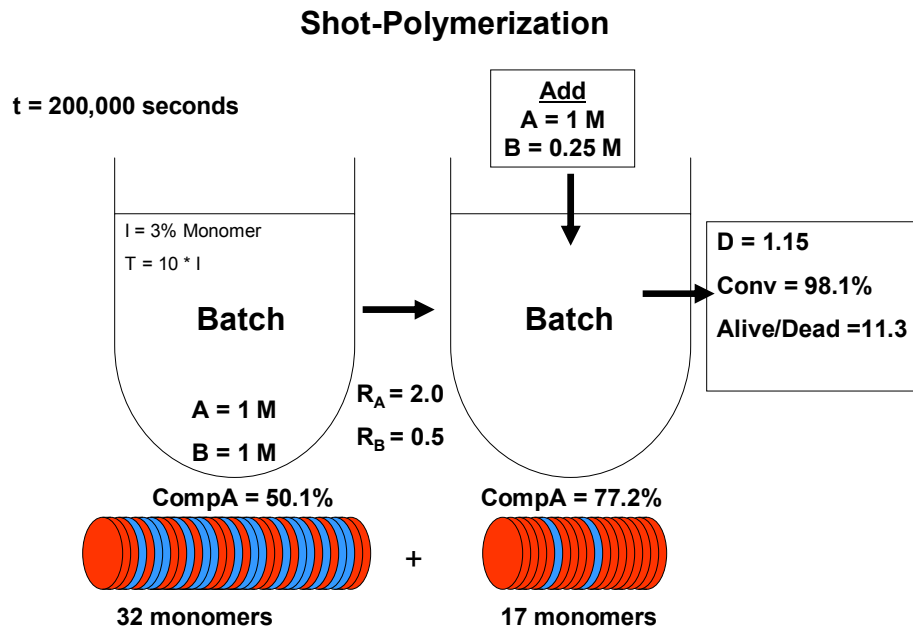 Shot-Polymerization
t = 200,000 seconds
Add
A = 1 M
B = 0.25 M
I = 3% Monomer
T = 10 * I
Batch
A = 1 M
B = 1 M
R_A = 2.0
R_B = 0.5
Batch
D = 1.15
Conv = 98.1%
Alive/Dead =11.3
CompA = 50.1%
CompA = 77.2%
+
32 monomers
17 monomers